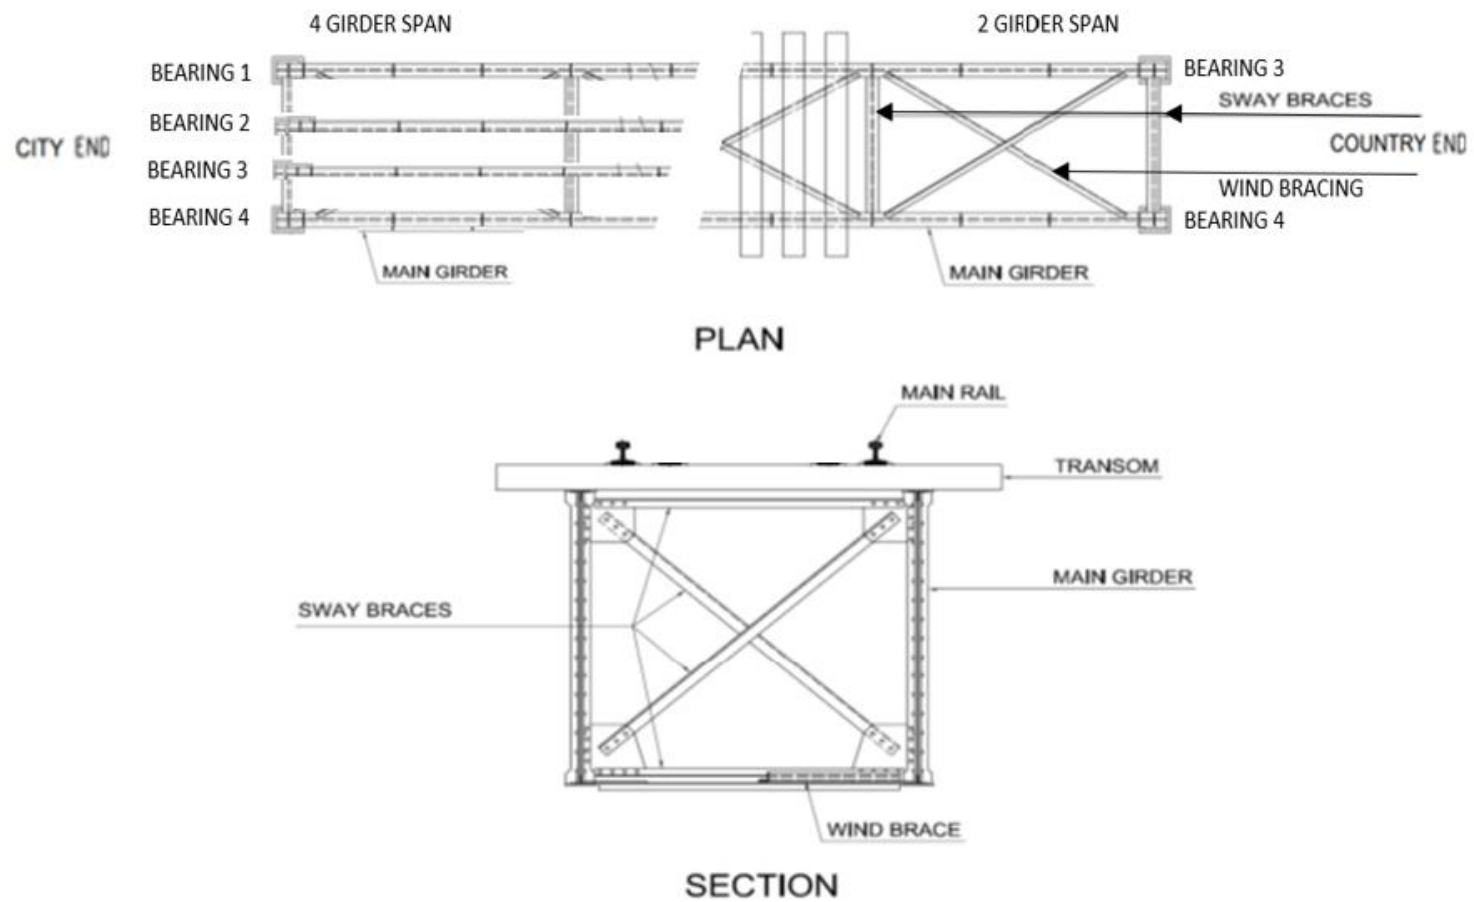 4 GIRDER SPAN
2 GIRDER SPAN
BEARING 1
BEARING 3
SWAY BRACES
BEARING 2
CITY END
COUNTRY END
BEARING 3
WIND BRACING
BEARING 4
BEARING 4
MAIN GIRDER
MAIN GIRDER
PLAN
MAIN RAIL
TRANSOM
MAIN GIRDER
SWAY BRACES
WIND BRACE
SECTION